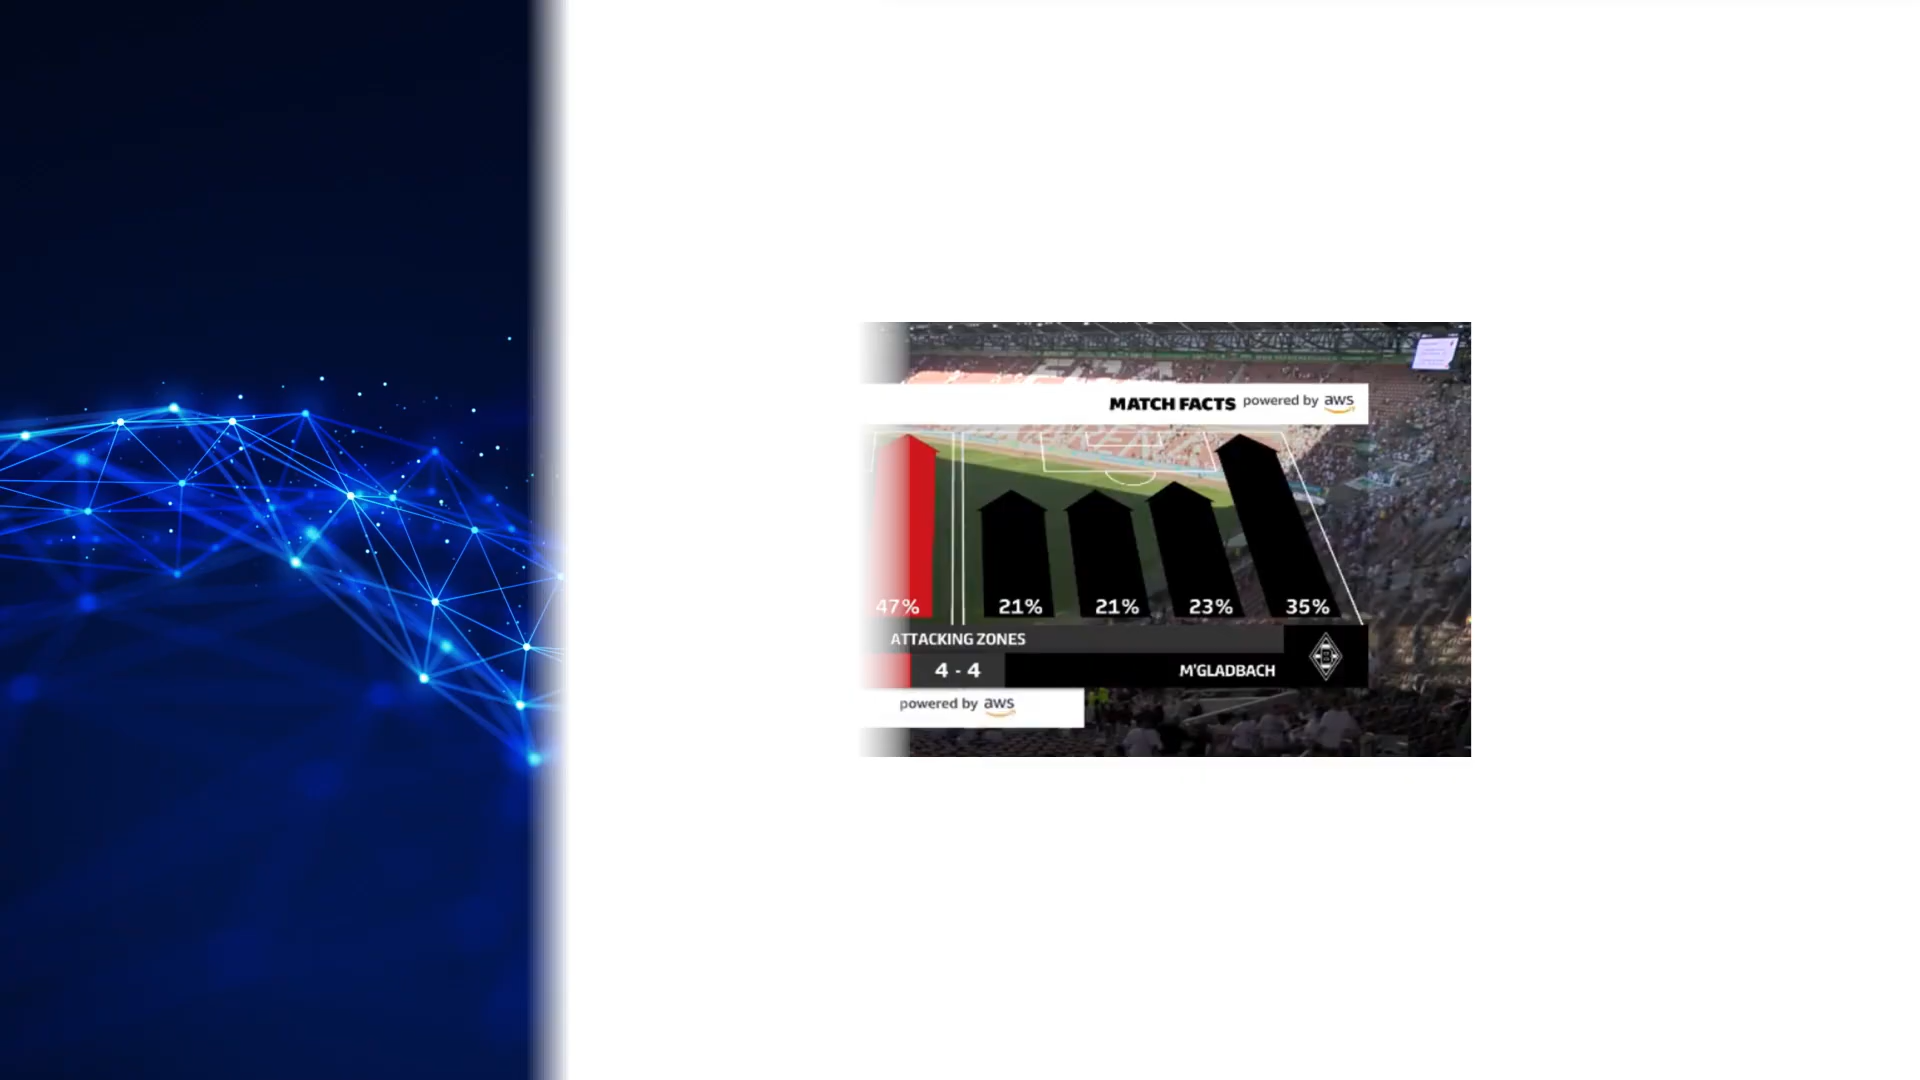 MATCH FACTS powered by aws
47% 21% 21% 23% 35%
ATTACKING ZONES
4 - 4 M'GLADBACH
powered by aws